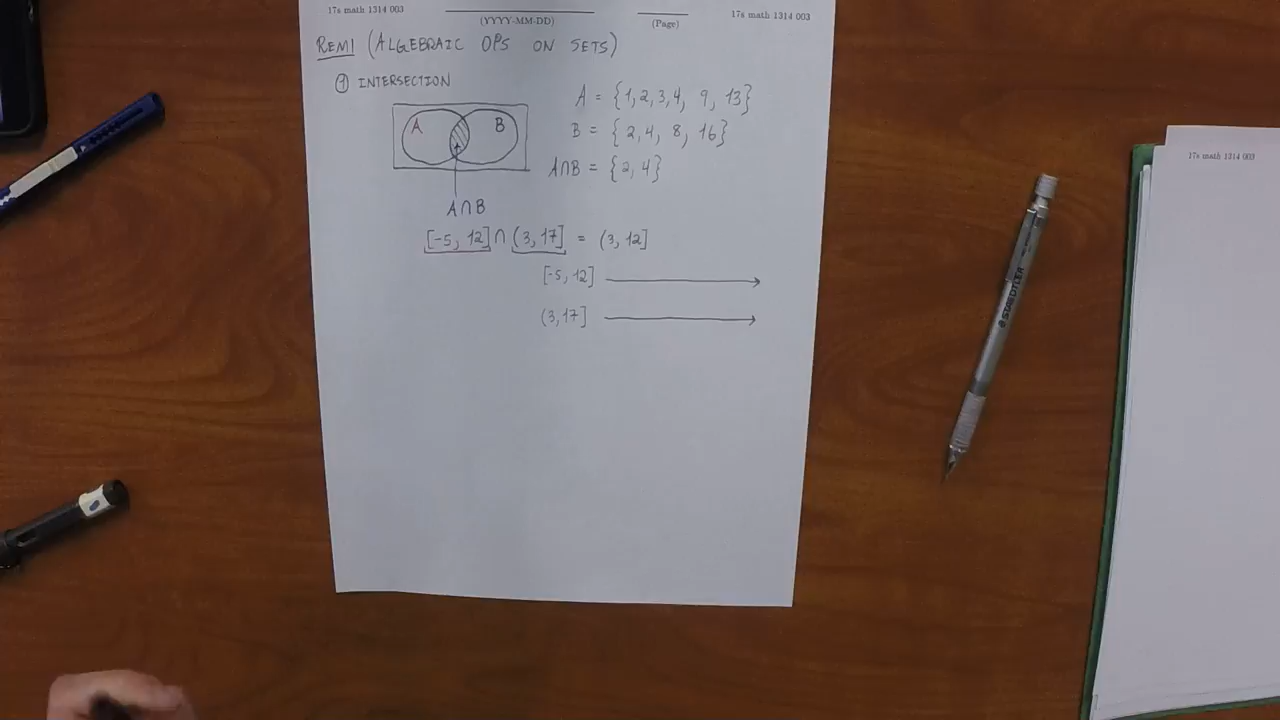 17s math 1314 003
(YYYY-MM-DD)
(Page)
17s math 1314 003
REM1 (ALGEBRAIC OPS ON SETS)
① INTERSECTION
A B
A∩B
A = {1, 2, 3, 4, 9, 13}
B = {2, 4, 8, 16}
A∩B = {2, 4}
[-5, 12] ∩ (3, 17] = (3, 12]
[-5, 12]
(3, 17]
STAEDTLER
17s math 1314 003